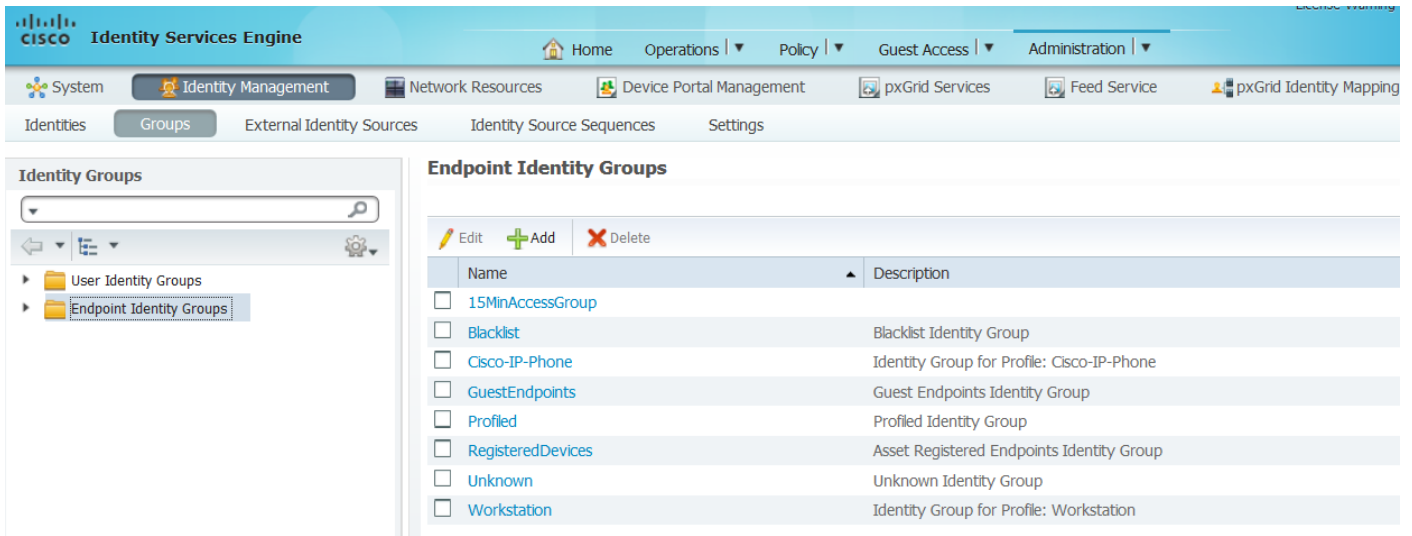 License Warning
CISCO Identity Services Engine
Home Operations Policy Guest Access Administration
System Identity Management Network Resources Device Portal Management pxGrid Services Feed Service pxGrid Identity Mapping
Identities Groups External Identity Sources Identity Source Sequences Settings
Identity Groups
User Identity Groups
Endpoint Identity Groups
Endpoint Identity Groups
Edit Add Delete
Name Description
15MinAccessGroup
Blacklist Blacklist Identity Group
Cisco-IP-Phone Identity Group for Profile: Cisco-IP-Phone
GuestEndpoints Guest Endpoints Identity Group
Profiled Profiled Identity Group
RegisteredDevices Asset Registered Endpoints Identity Group
Unknown Unknown Identity Group
Workstation Identity Group for Profile: Workstation